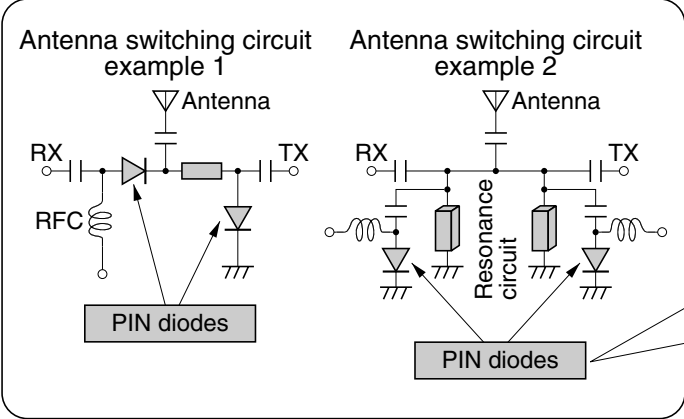 Antenna switching circuit
example 1
Antenna
RX
TX
RFC
PIN diodes
Antenna switching circuit
example 2
Antenna
RX
TX
Resonance
circuit
PIN diodes